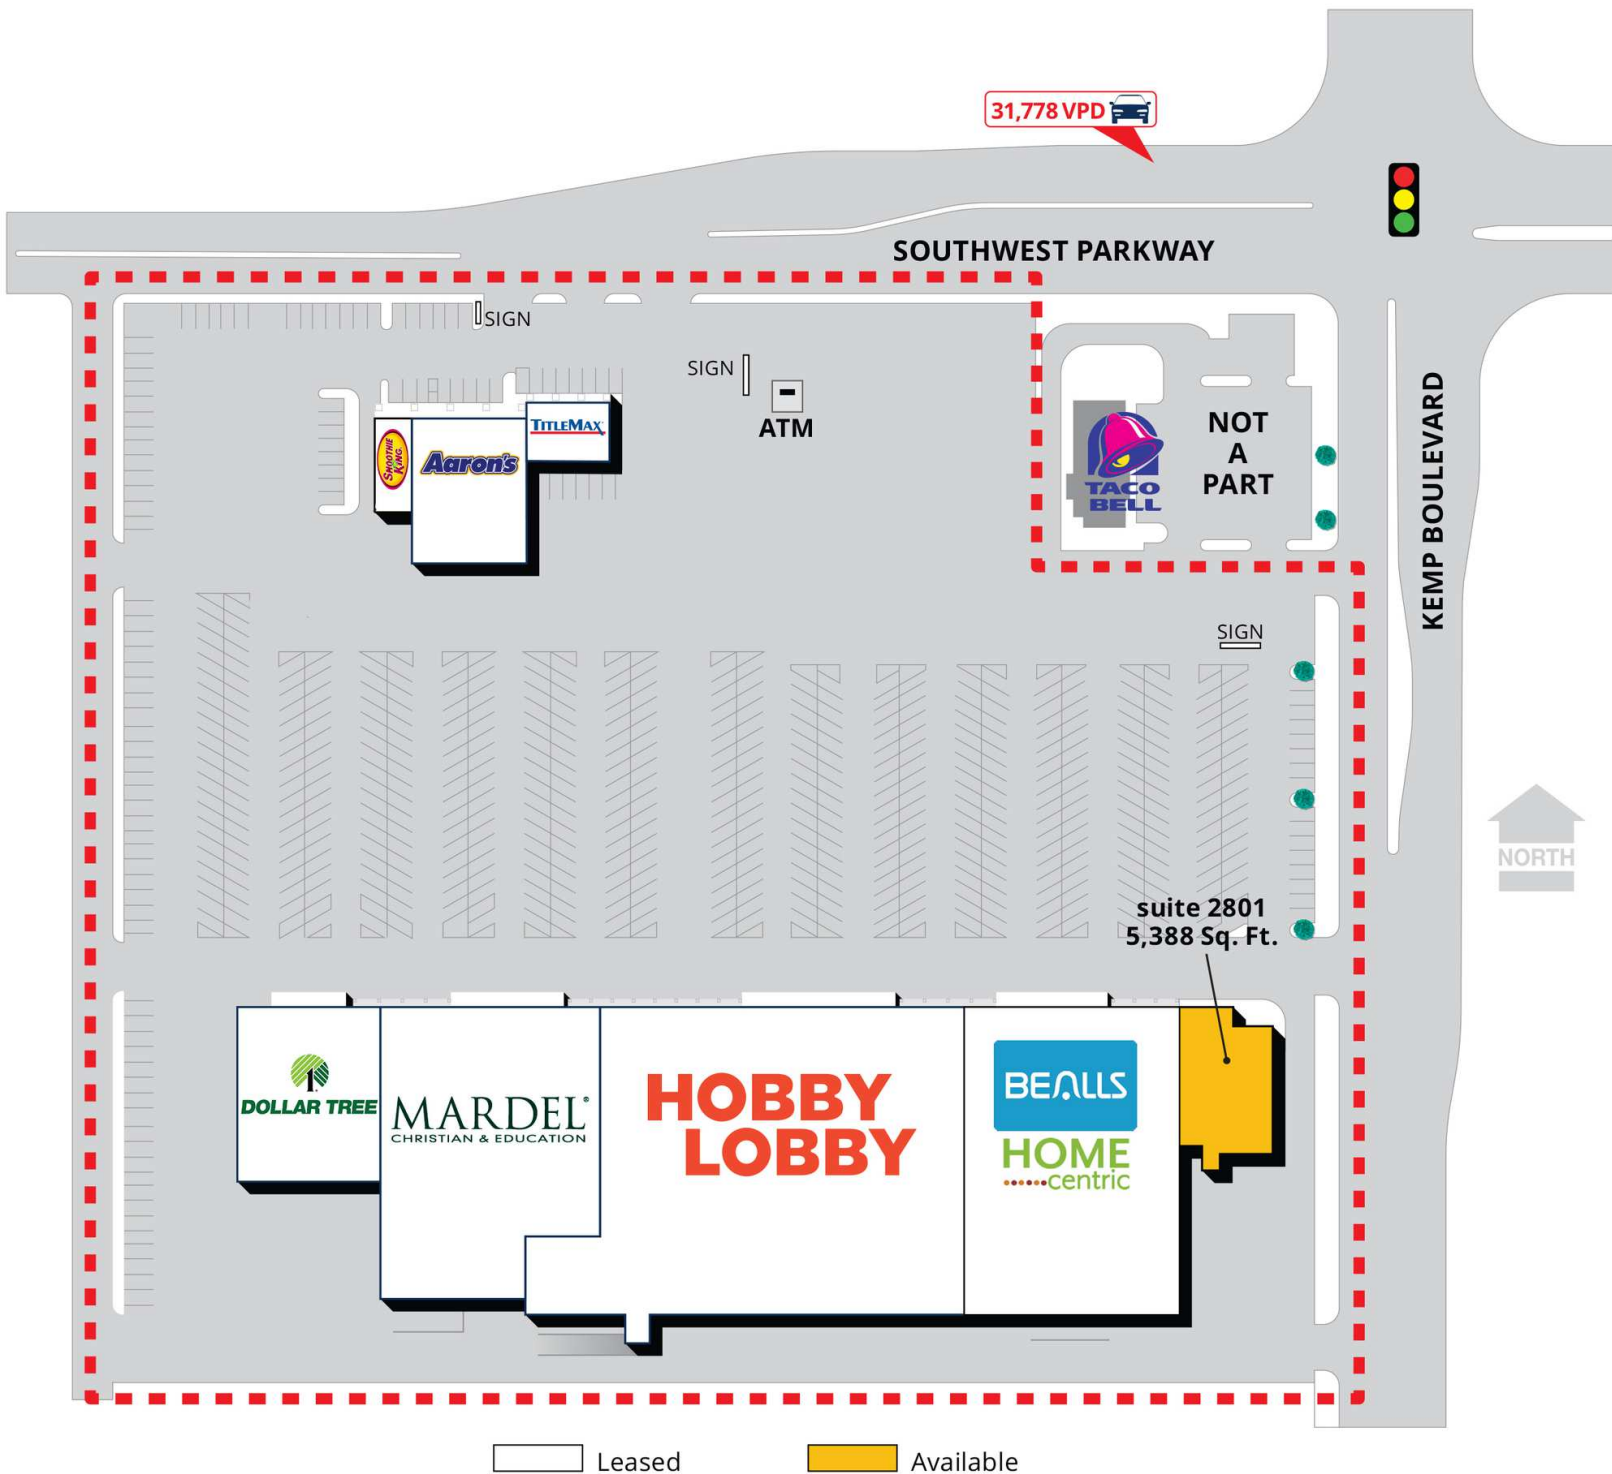 31,778 VPD
SOUTHWEST PARKWAY
SIGN
SIGN
ATM
SMOOTHIE
KING
Aaron's
TITLEMAX
TACO
BELL
NOT
A
PART
KEMP BOULEVARD
SIGN
NORTH
suite 2801
5,388 Sq. Ft.
DOLLAR TREE
MARDEL®
CHRISTIAN & EDUCATION
HOBBY
LOBBY
BEALLS
HOME
centric
Leased
Available